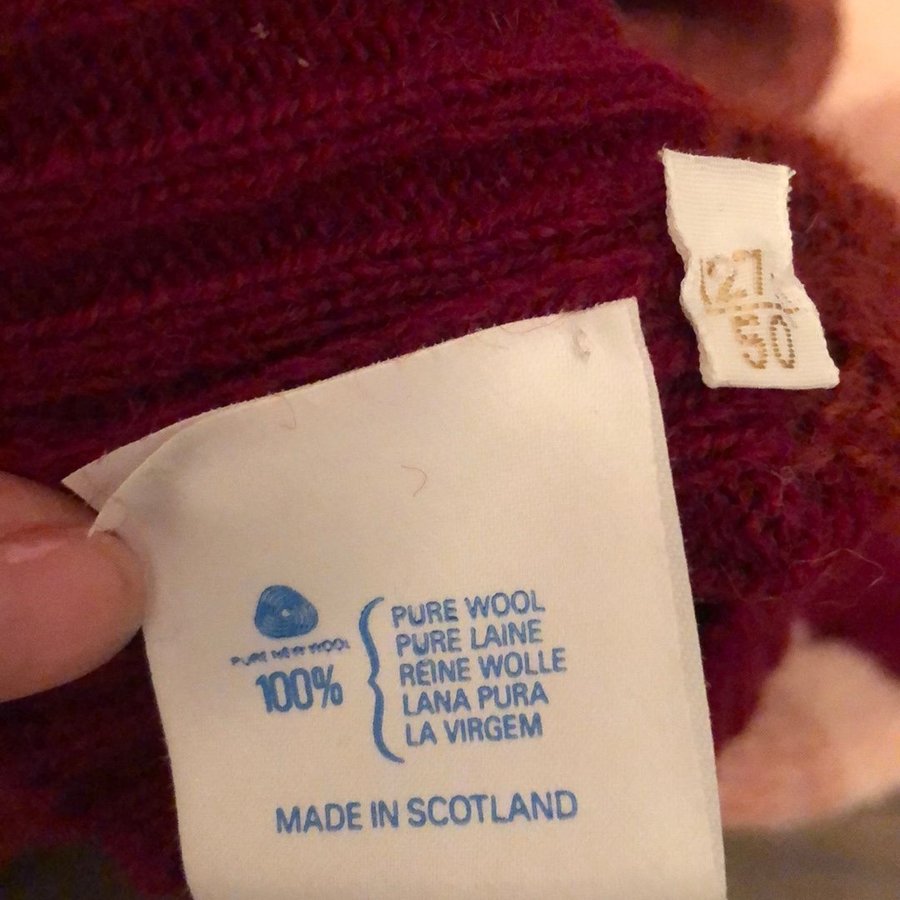 27
50
PURE NEW WOOL
100%
PURE WOOL
PURE LAINE
REINE WOLLE
LANA PURA
LA VIRGEM
MADE IN SCOTLAND